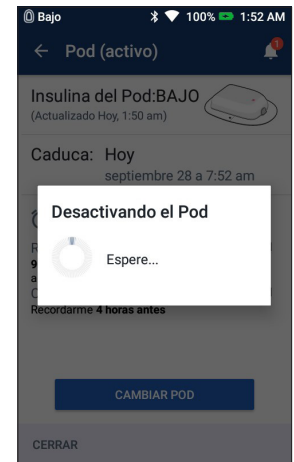 Bajo 100% 1:52 AM
Pod (activo)
Insulina del Pod:BAJO
(Actualizado Hoy, 1:50 am)
Caduca: Hoy
septiembre 28 a 7:52 am
Desactivando el Pod
Espere...
Recordarme 4 horas antes
CAMBIAR POD
CERRAR